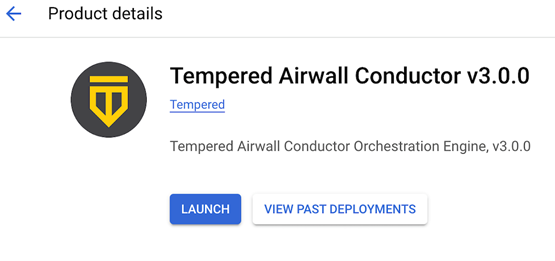 Product details
Tempered Airwall Conductor v3.0.0
Tempered
Tempered Airwall Conductor Orchestration Engine, v3.0.0
LAUNCH
VIEW PAST DEPLOYMENTS